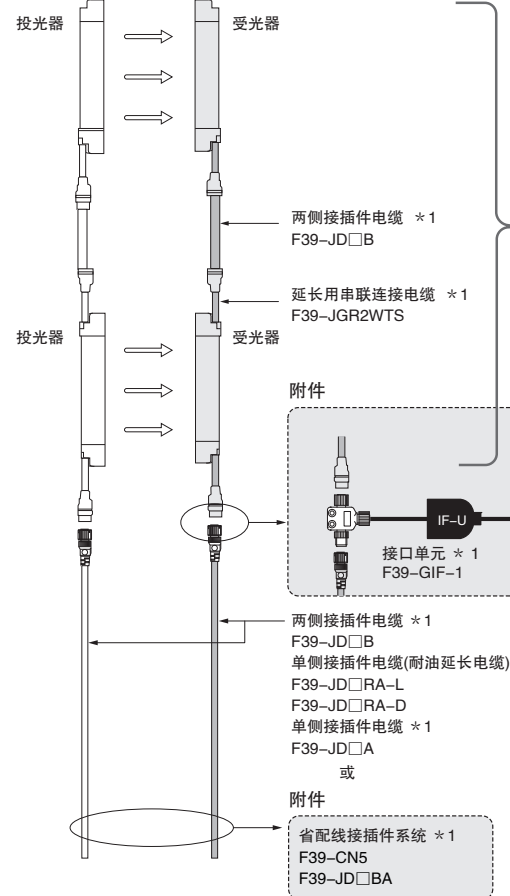 投光器
受光器
两侧接插件电缆 *1
F39-JD□B
延长用串联连接电缆 *1
F39-JGR2WTS
投光器
受光器
附件
IF-U
接口单元 *1
F39-GIF-1
两侧接插件电缆 *1
F39-JD□B
单侧接插件电缆(耐油延长电缆)
F39-JD□RA-L
F39-JD□RA-D
单侧接插件电缆 *1
F39-JD□A
或
附件
省配线接插件系统 *1
F39-CN5
F39-JD□BA